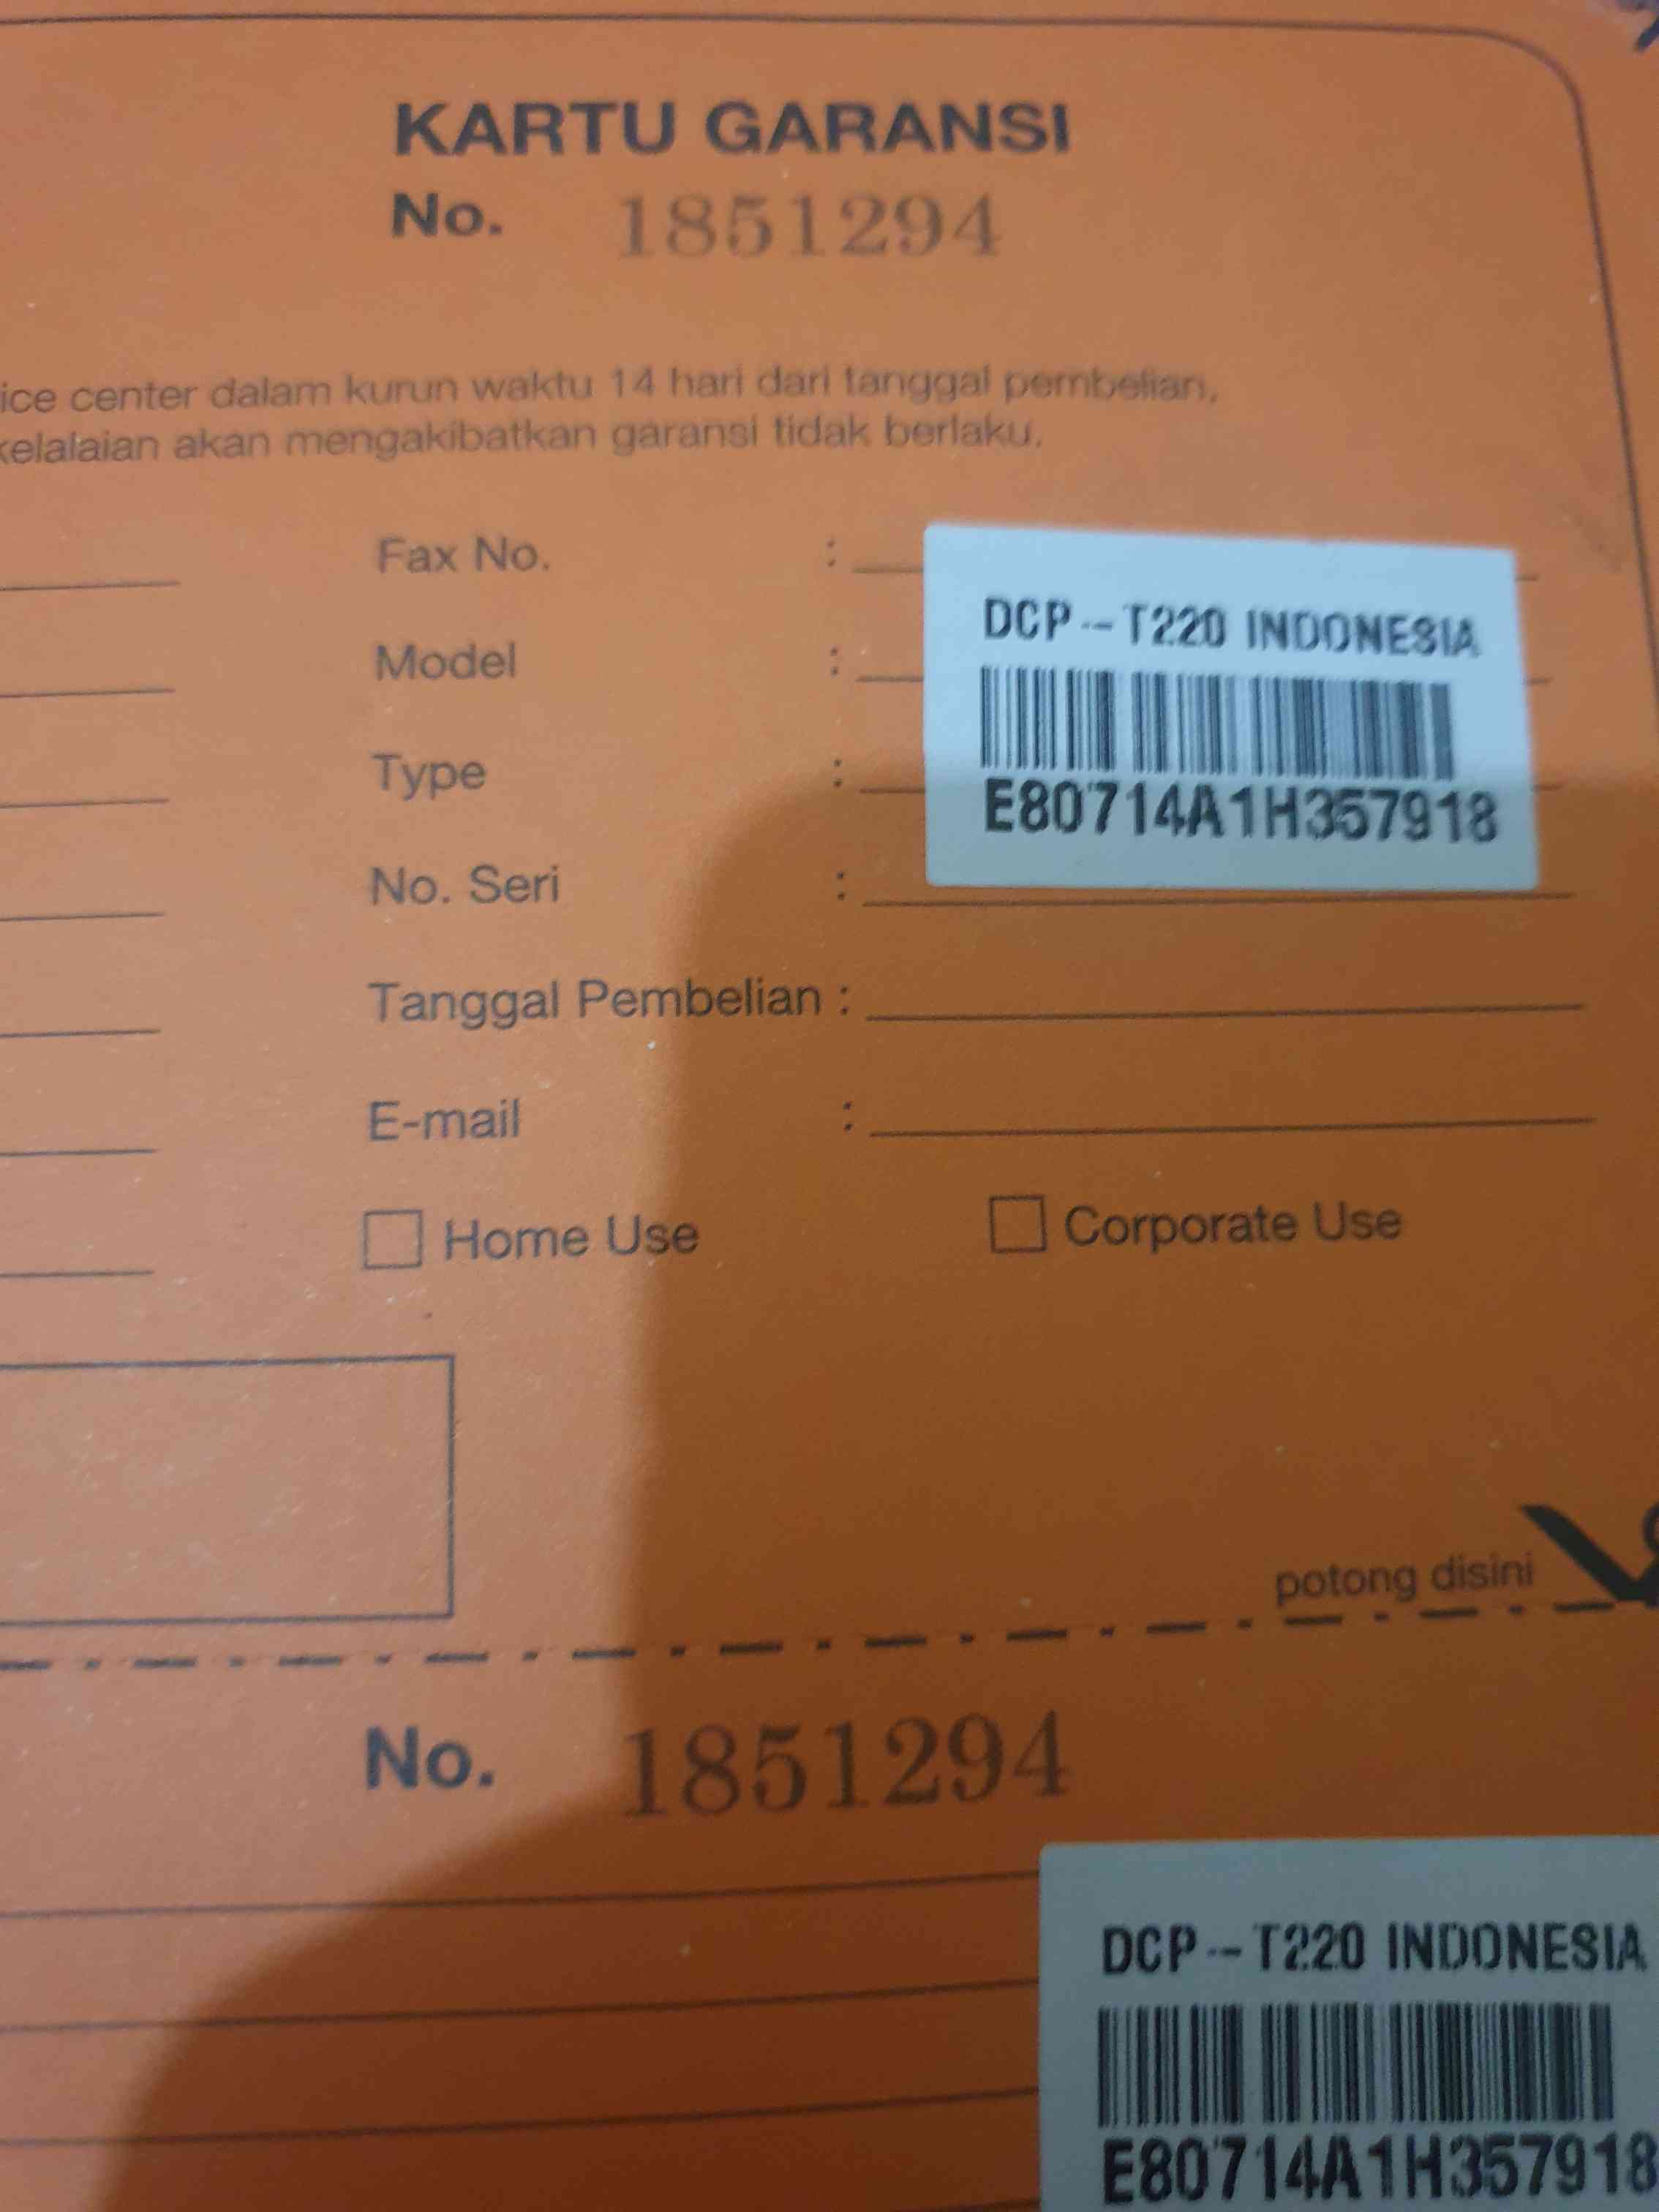 KARTU GARANSI
No. 1851294
ice center dalam kurun waktu 14 hari dari tanggal pembelian,
kelalaian akan mengakibatkan garansi tidak berlaku.
Fax No. :
DCP--T220 INDONESIA
Model :
Type :
E80714A1H357918
No. Seri :
Tanggal Pembelian :
E-mail :
Home Use Corporate Use
potong disini
No. 1851294
DCP--T220 INDONESIA
E80714A1H357918